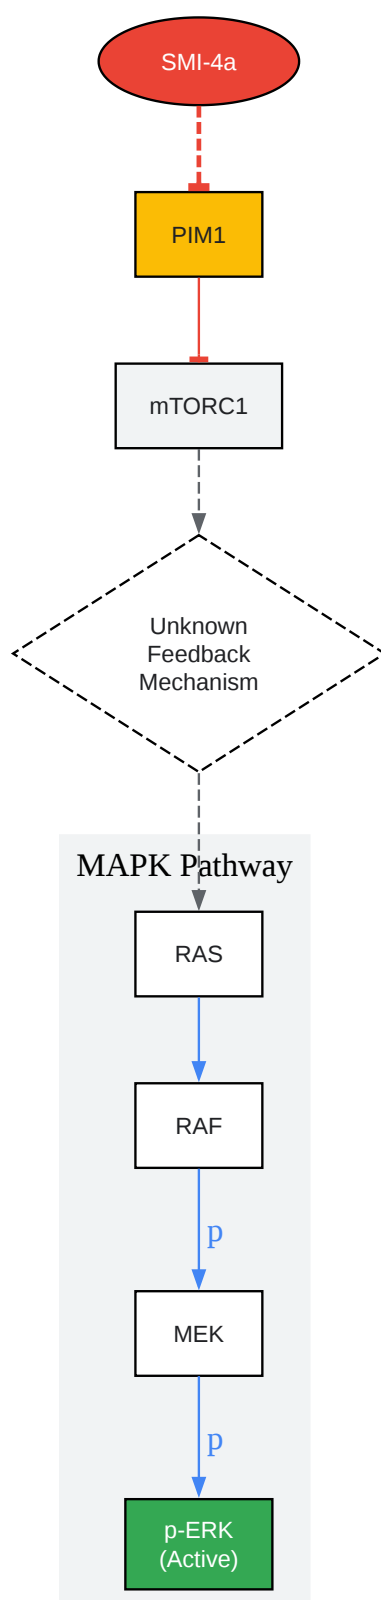 SMI-4a
PIM1
mTORC1
Unknown
Feedback
Mechanism
MAPK Pathway
RAS
RAF
p
MEK
p
p-ERK
(Active)